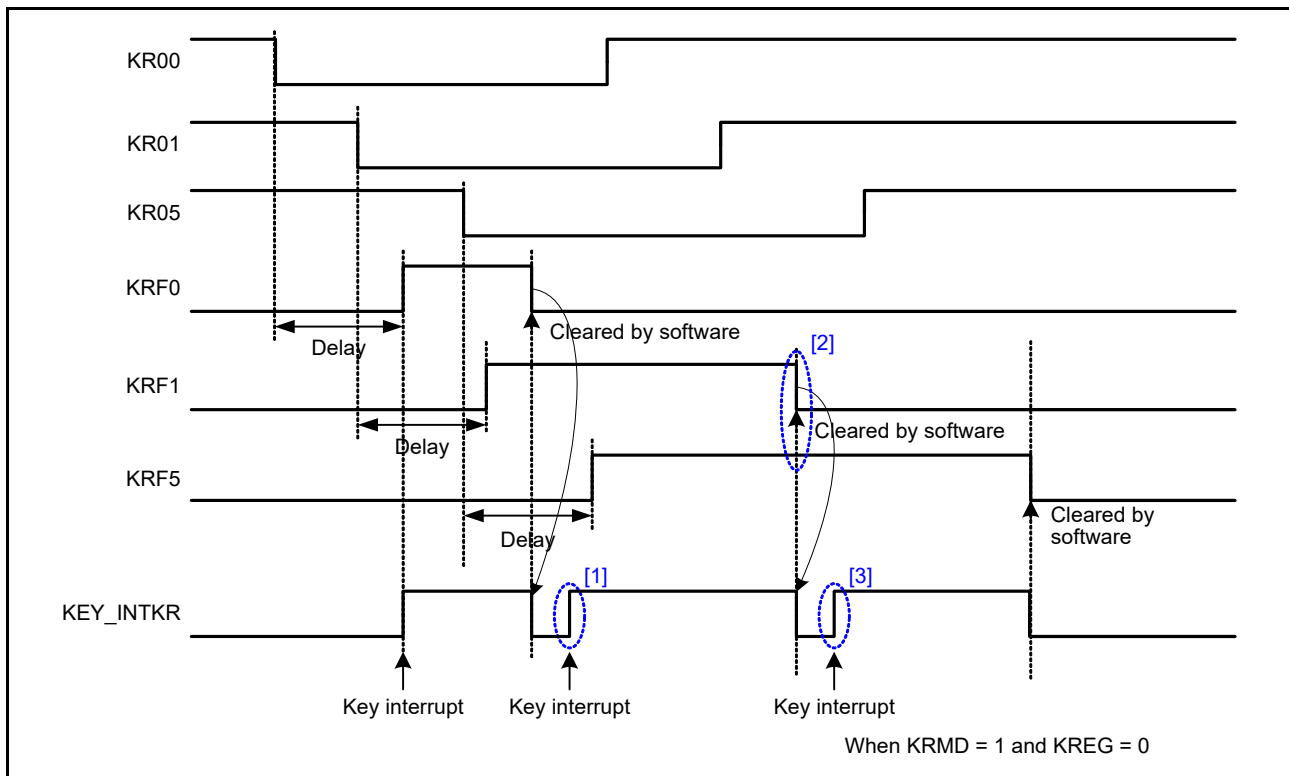 KR00
KR01
KR05
KRF0
Cleared by software
Delay
[2]
KRF1
Cleared by software
Delay
KRF5
Cleared by
software
Delay
[1]
[3]
KEY_INTKR
Key interrupt
Key interrupt
Key interrupt
When KRMD = 1 and KREG = 0